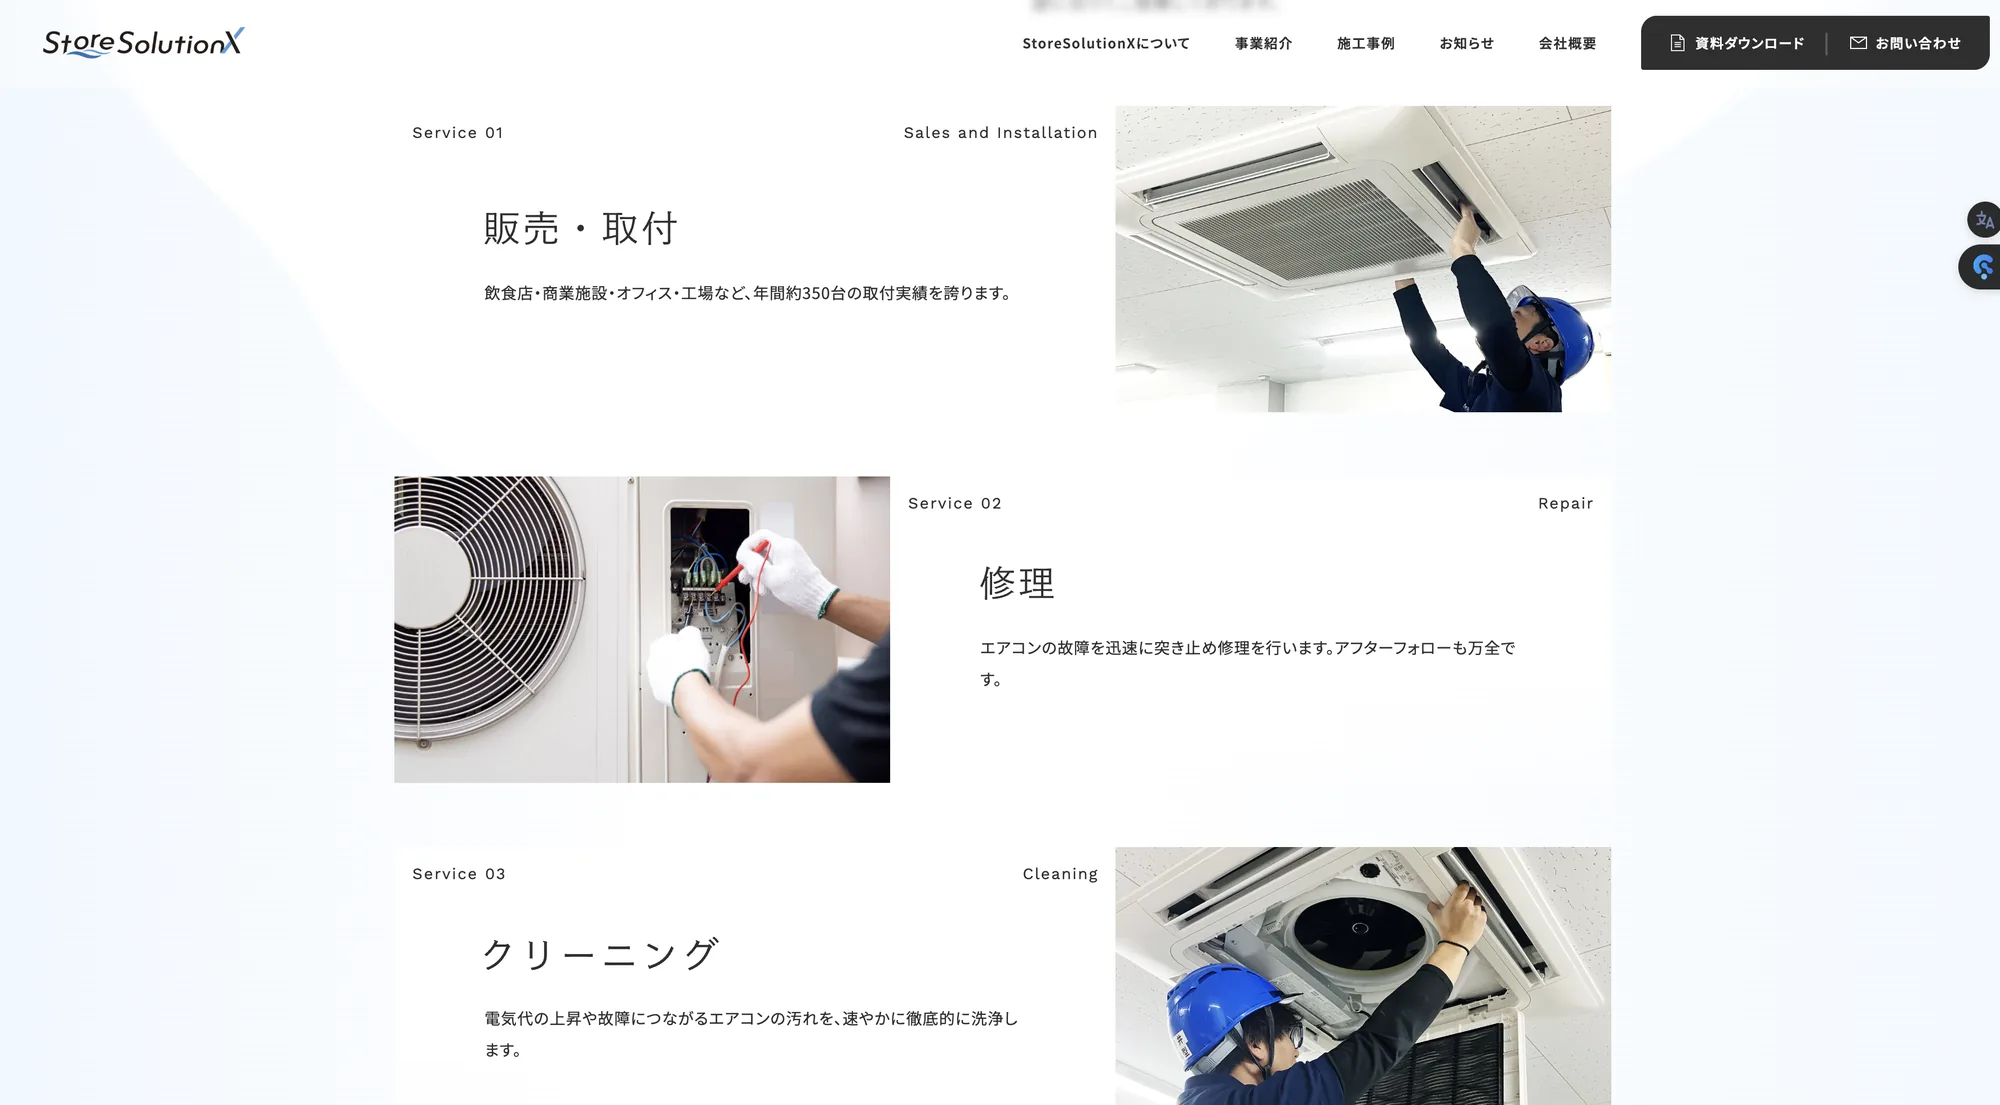 StoreSolutionX
StoreSolutionXについて
事業紹介
施工事例
お知らせ
会社概要
資料ダウンロード
お問い合わせ
Service 01
Sales and Installation
販売・取付
飲食店・商業施設・オフィス・工場など、年間約350台の取付実績を誇ります。
Service 02
Repair
修理
エアコンの故障を迅速に突き止め修理を行います。アフターフォローも万全で
す。
Service 03
Cleaning
クリーニング
電気代の上昇や故障につながるエアコンの汚れを、速やかに徹底的に洗浄し
ます。